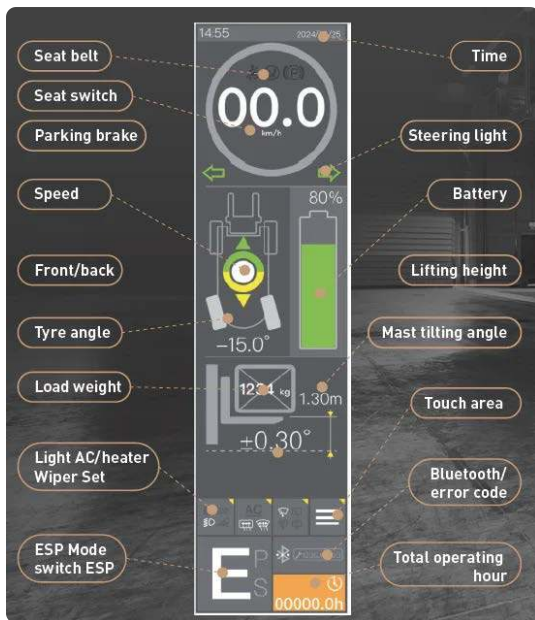 14:55
Seat belt
Time
Seat switch
00.0
km/h
Parking brake
Steering light
Speed
80%
Battery
Front/back
Lifting height
Tyre angle
-15.0°
Mast tilting angle
Load weight
1234 kg
1.30m
Touch area
±0.30°
Light AC/heater
Wiper Set
AC
Bluetooth/
error code
ESP Mode
switch ESP
E
P
S
Total operating
hour
00000.0h